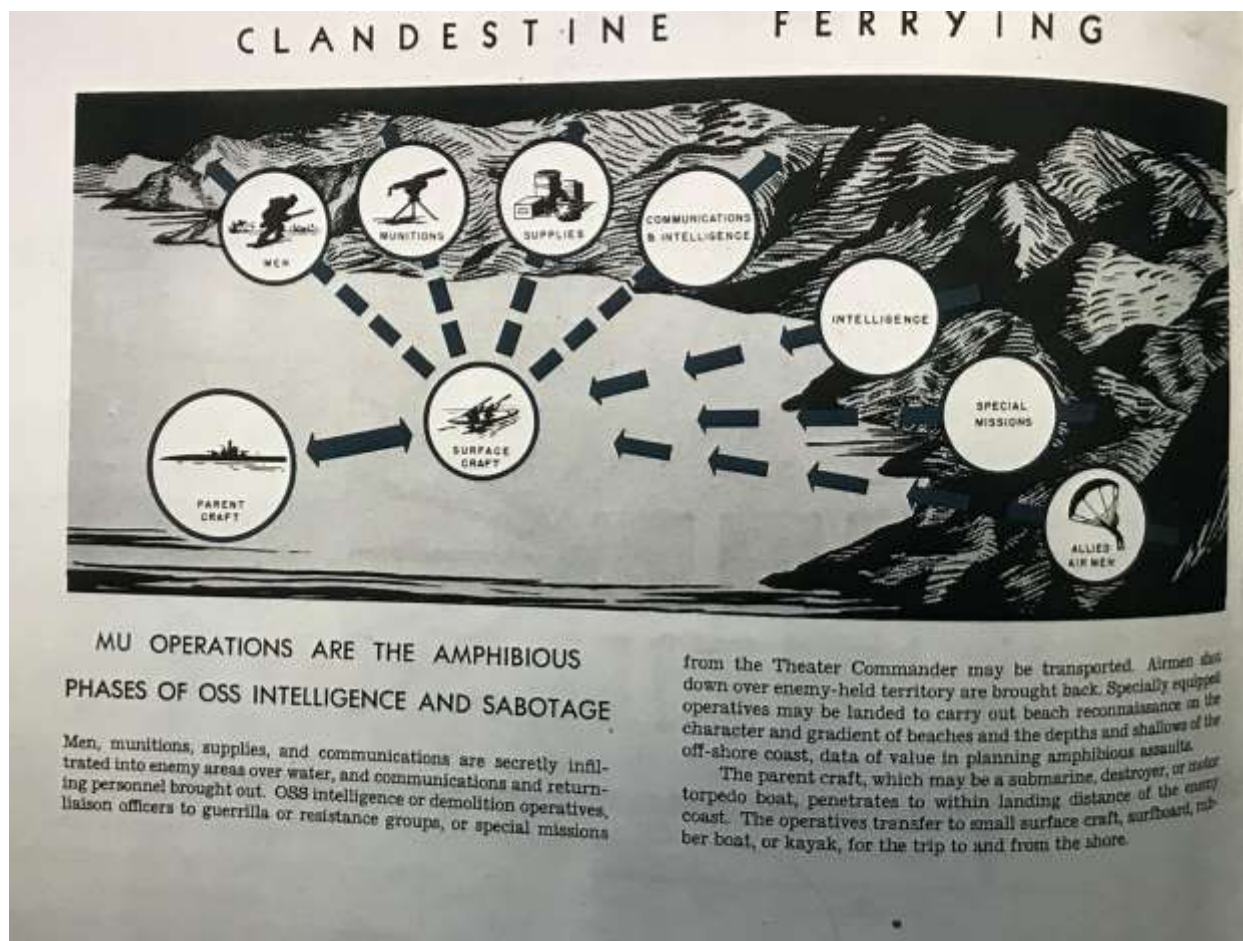 CLANDESTINE FERRYING
MEN
MUNITIONS
SUPPLIES
COMMUNICATIONS
& INTELLIGENCE
INTELLIGENCE
SPECIAL
MISSIONS
SURFACE
CRAFT
PARENT
CRAFT
ALLIED
AIR MEN
MU OPERATIONS ARE THE AMPHIBIOUS
PHASES OF OSS INTELLIGENCE AND SABOTAGE
Men, munitions, supplies, and communications are secretly infil-
trated into enemy areas over water, and communications and return-
ing personnel brought out. OSS intelligence or demolition operatives,
liaison officers to guerrilla or resistance groups, or special missions
from the Theater Commander may be transported. Airmen shot
down over enemy-held territory are brought back. Specially equipped
operatives may be landed to carry out beach reconnaissance on the
character and gradient of beaches and the depths and shallows of the
off-shore coast, data of value in planning amphibious assaults.
The parent craft, which may be a submarine, destroyer, or motor
torpedo boat, penetrates to within landing distance of the enemy
coast. The operatives transfer to small surface craft, surfboard, rub-
ber boat, or kayak, for the trip to and from the shore.